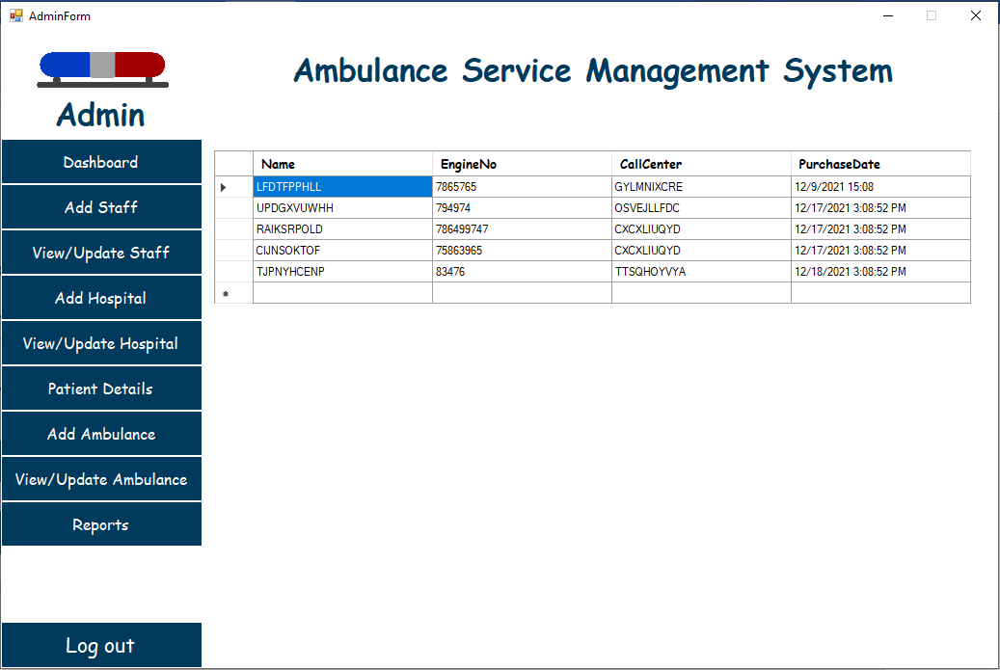 AdminForm
Ambulance Service Management System
Admin
Dashboard
Add Staff
View/Update Staff
Add Hospital
View/Update Hospital
Patient Details
Add Ambulance
View/Update Ambulance
Reports
Log out
Name EngineNo CallCenter PurchaseDate
LFDTFPPHLL 7865765 GYLMNIXCRE 12/9/2021 15:08
UPDGXVUWHH 794974 OSVEJLLFDC 12/17/2021 3:08:52 PM
RAIKSRPOLD 786499747 CXCXLIUQYD 12/17/2021 3:08:52 PM
CIJNSOKTOF 75863965 CXCXLIUQYD 12/17/2021 3:08:52 PM
TJPNYHCENP 83476 TTSQHOYVYA 12/18/2021 3:08:52 PM